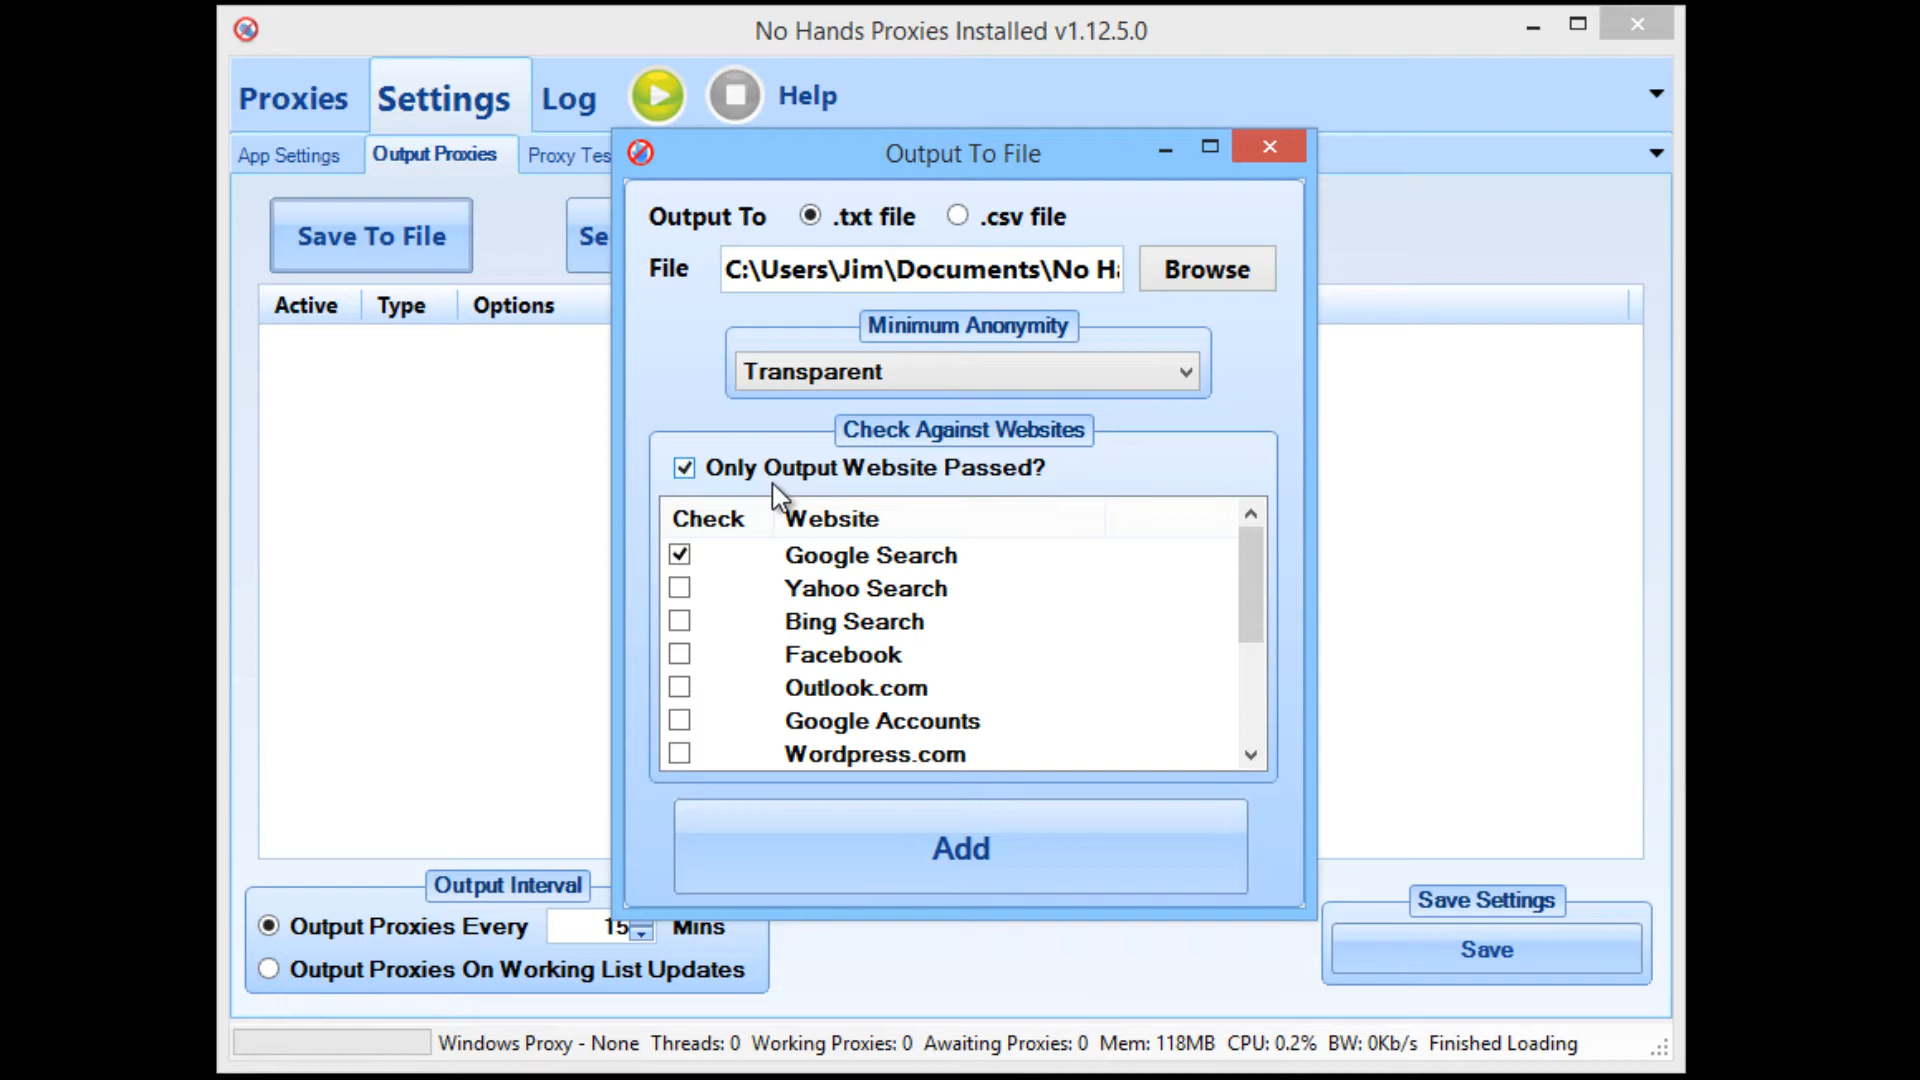 No Hands Proxies Installed v1.12.5.0
Proxies Settings Log Help
App Settings Output Proxies Proxy Tes
Output To File
Save To File Se
Output To .txt file .csv file
File C:\Users\Jim\Documents\No Ha Browse
Active Type Options
Minimum Anonymity
Transparent
Check Against Websites
Only Output Website Passed?
Check Website
Google Search
Yahoo Search
Bing Search
Facebook
Outlook.com
Google Accounts
Wordpress.com
Add
Output Interval
Output Proxies Every 15 Mins
Output Proxies On Working List Updates
Save Settings
Save
Windows Proxy - None Threads: 0 Working Proxies: 0 Awaiting Proxies: 0 Mem: 118MB CPU: 0.2% BW: 0Kb/s Finished Loading